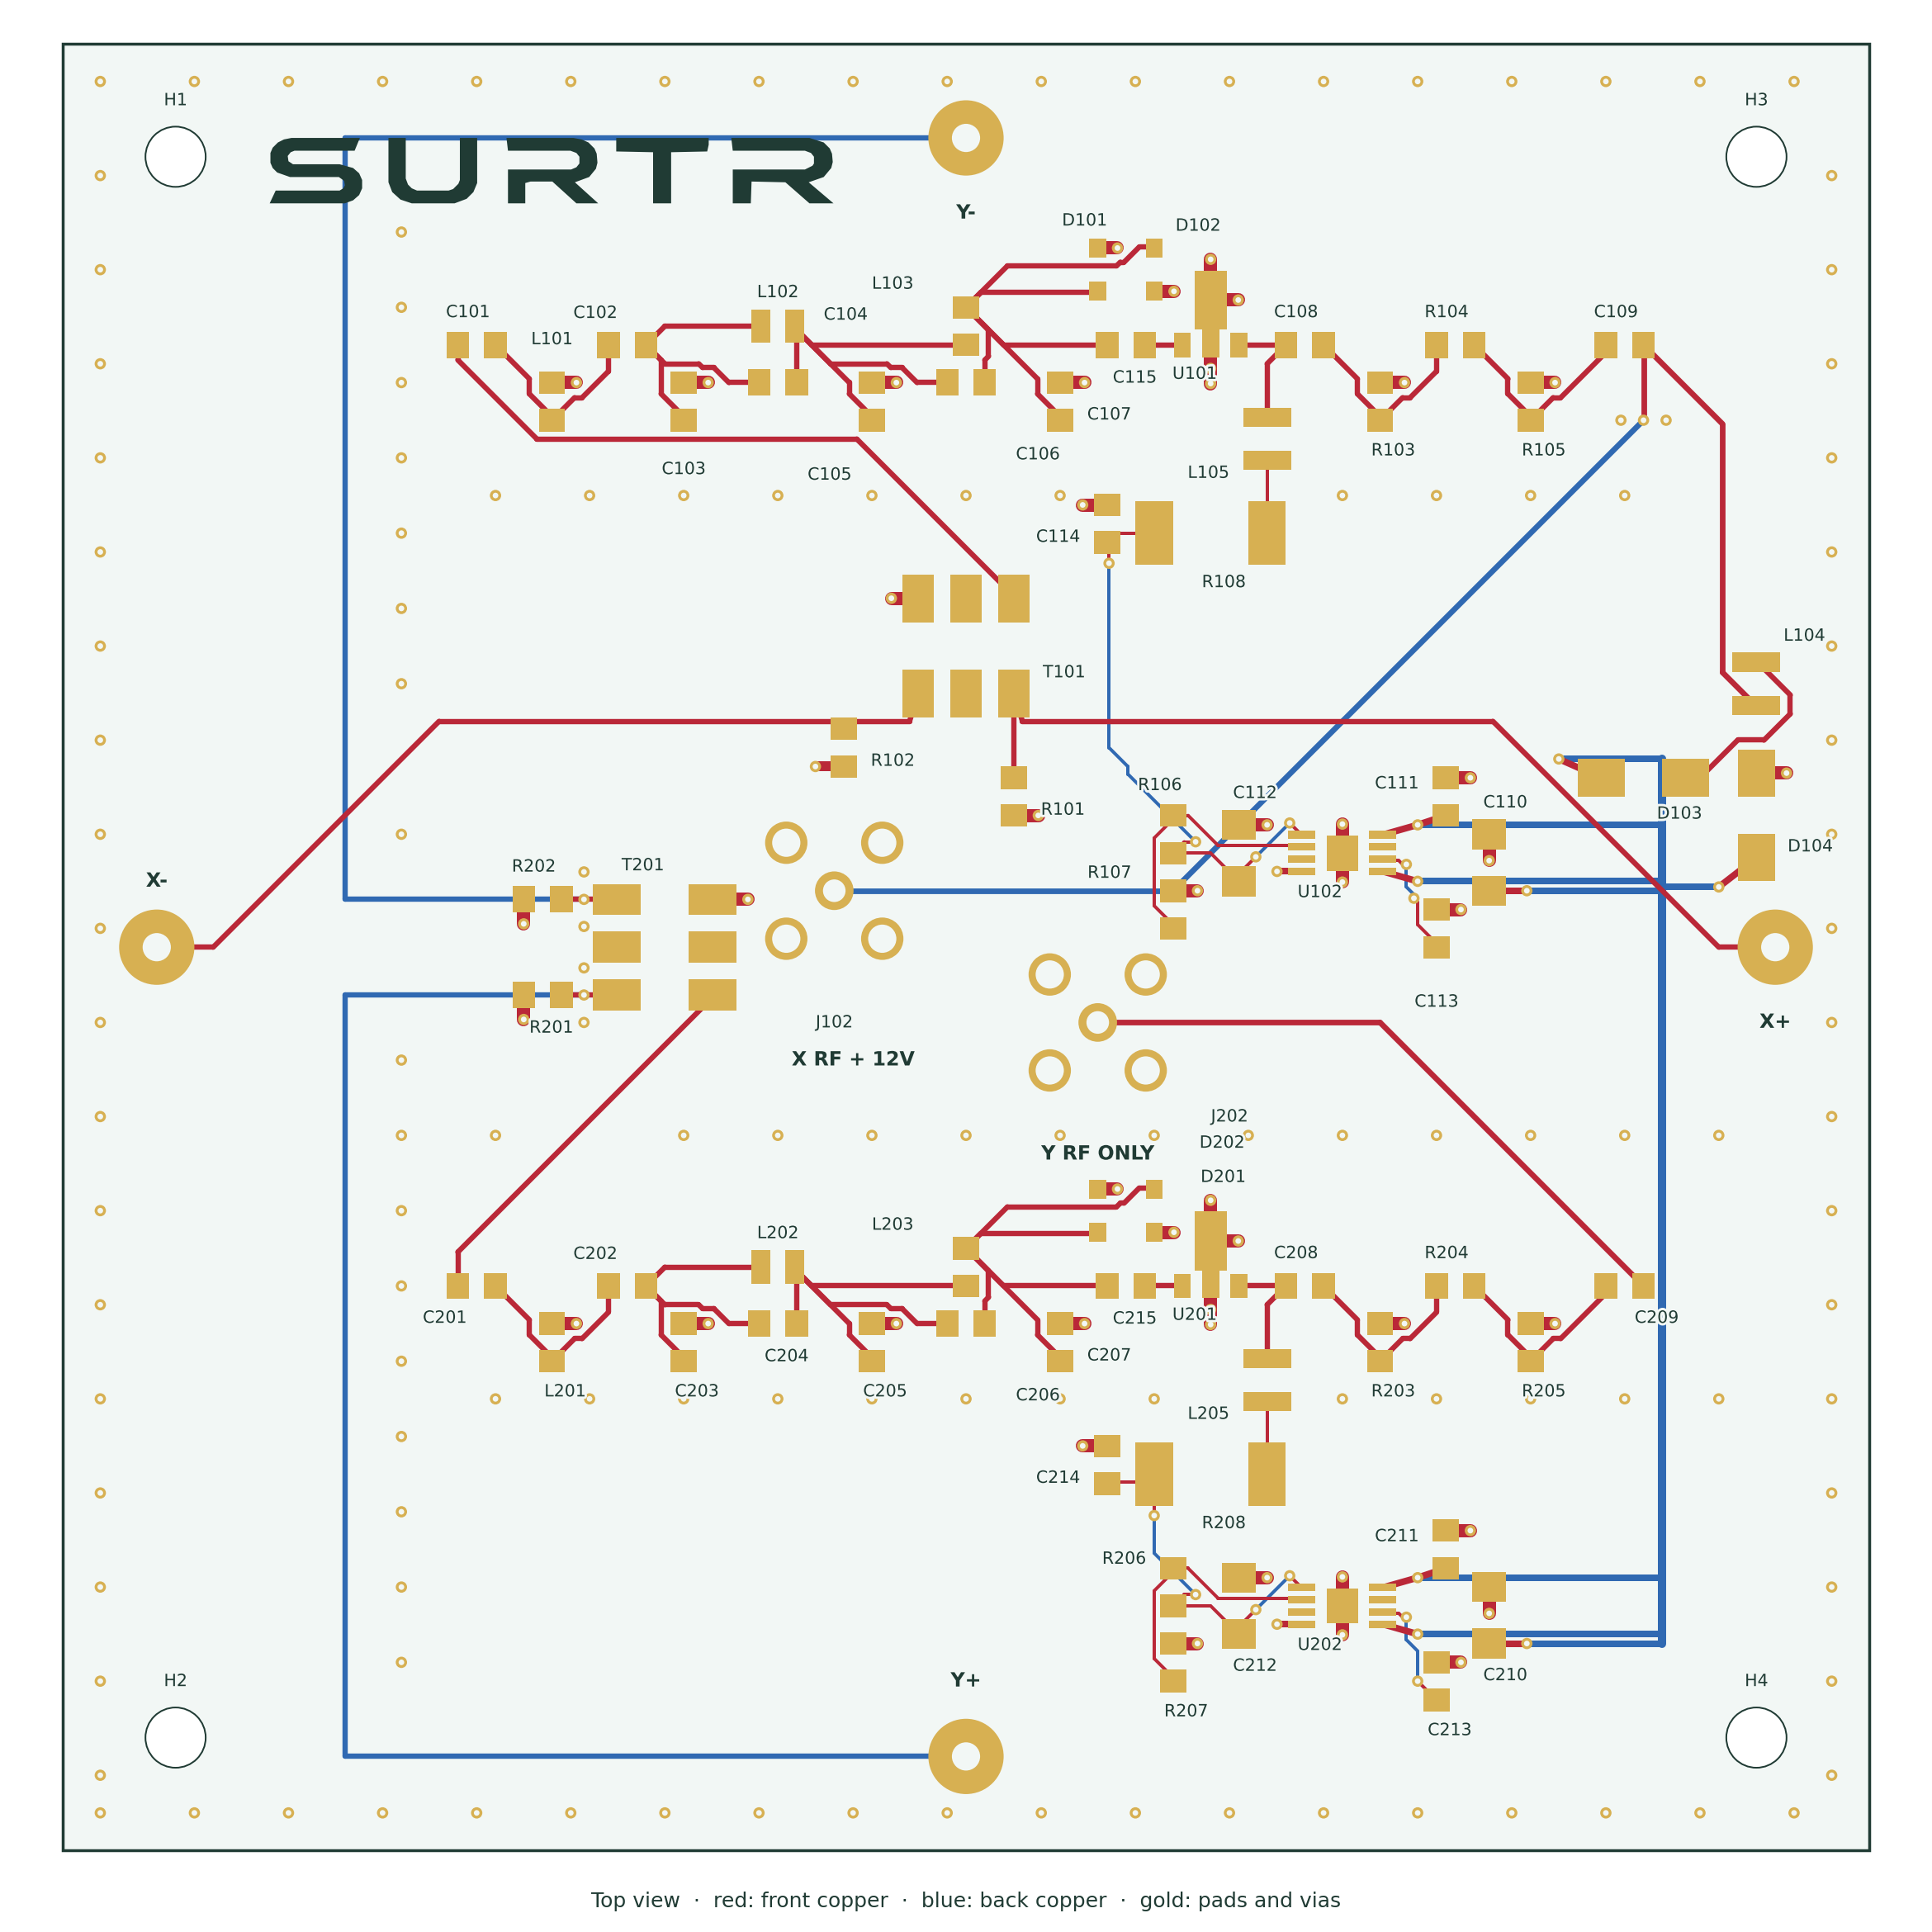 H1
H3
SURTR
Y-
D101
D102
L103
L102
C101
C102
C104
C108
R104
C109
L101
C115
U101
C107
C106
R103
R105
C103
C105
L105
C114
R108
L104
T101
R102
R106
C112
C111
C110
R101
D103
D104
X-
R202
T201
R107
U102
C113
J102
R201
X+
X RF + 12V
J202
D202
Y RF ONLY
D201
L203
L202
C202
C208
R204
C201
C215
U201
C209
C204
C207
L201
C203
C205
C206
R203
R205
L205
C214
R208
C211
R206
U202
C212
C210
H2
Y+
H4
R207
C213
Top view · red: front copper · blue: back copper · gold: pads and vias